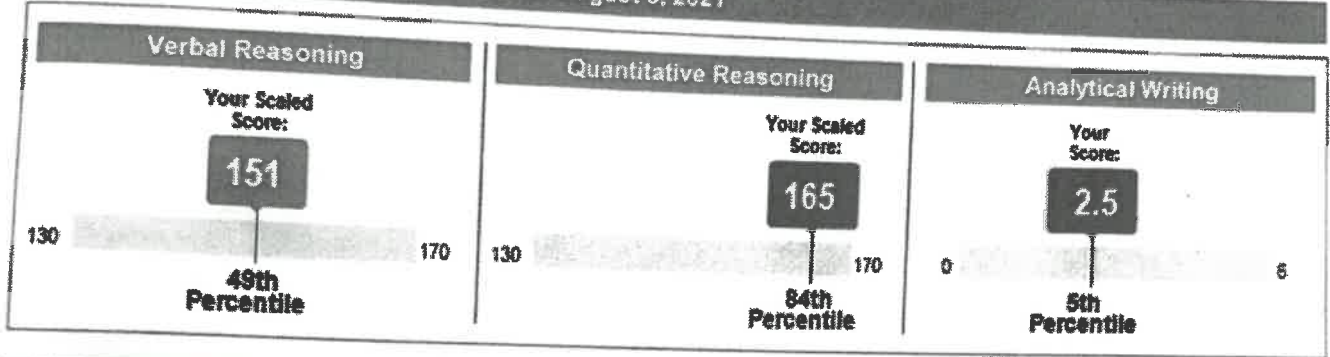 2021
Verbal Reasoning
Your Scaled
Score:
151
130
170
49th
Percentile
Quantitative Reasoning
Your Scaled
Score:
165
130
170
84th
Percentile
Analytical Writing
Your
Score:
2.5
0
6
5th
Percentile